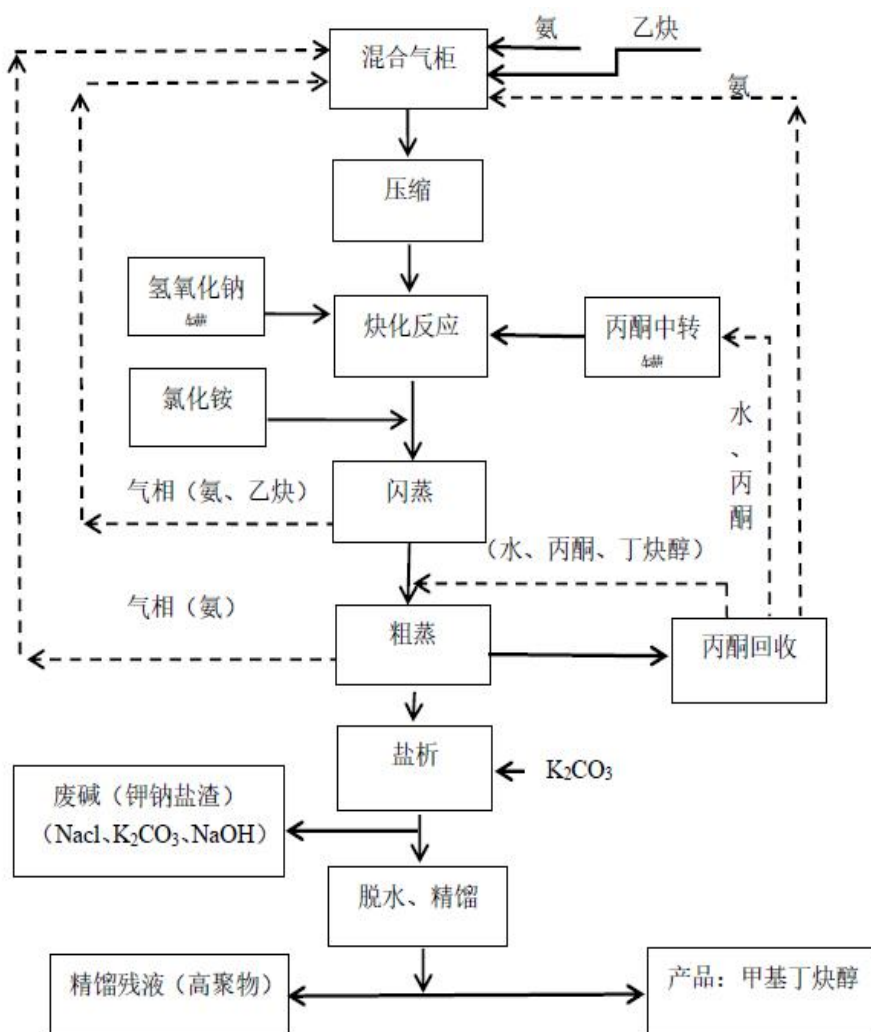 氨
乙炔
混合气柜
氨
压缩
氢氧化钠
罐
炔化反应
丙酮中转
罐
氯化铵
水、丙酮
气相（氨、乙炔）
闪蒸
（水、丙酮、丁炔醇）
气相（氨）
粗蒸
丙酮回收
盐析
K₂CO₃
废碱（钾钠盐渣）
（Nacl、K₂CO₃、NaOH）
脱水、精馏
精馏残液（高聚物）
产品：甲基丁炔醇